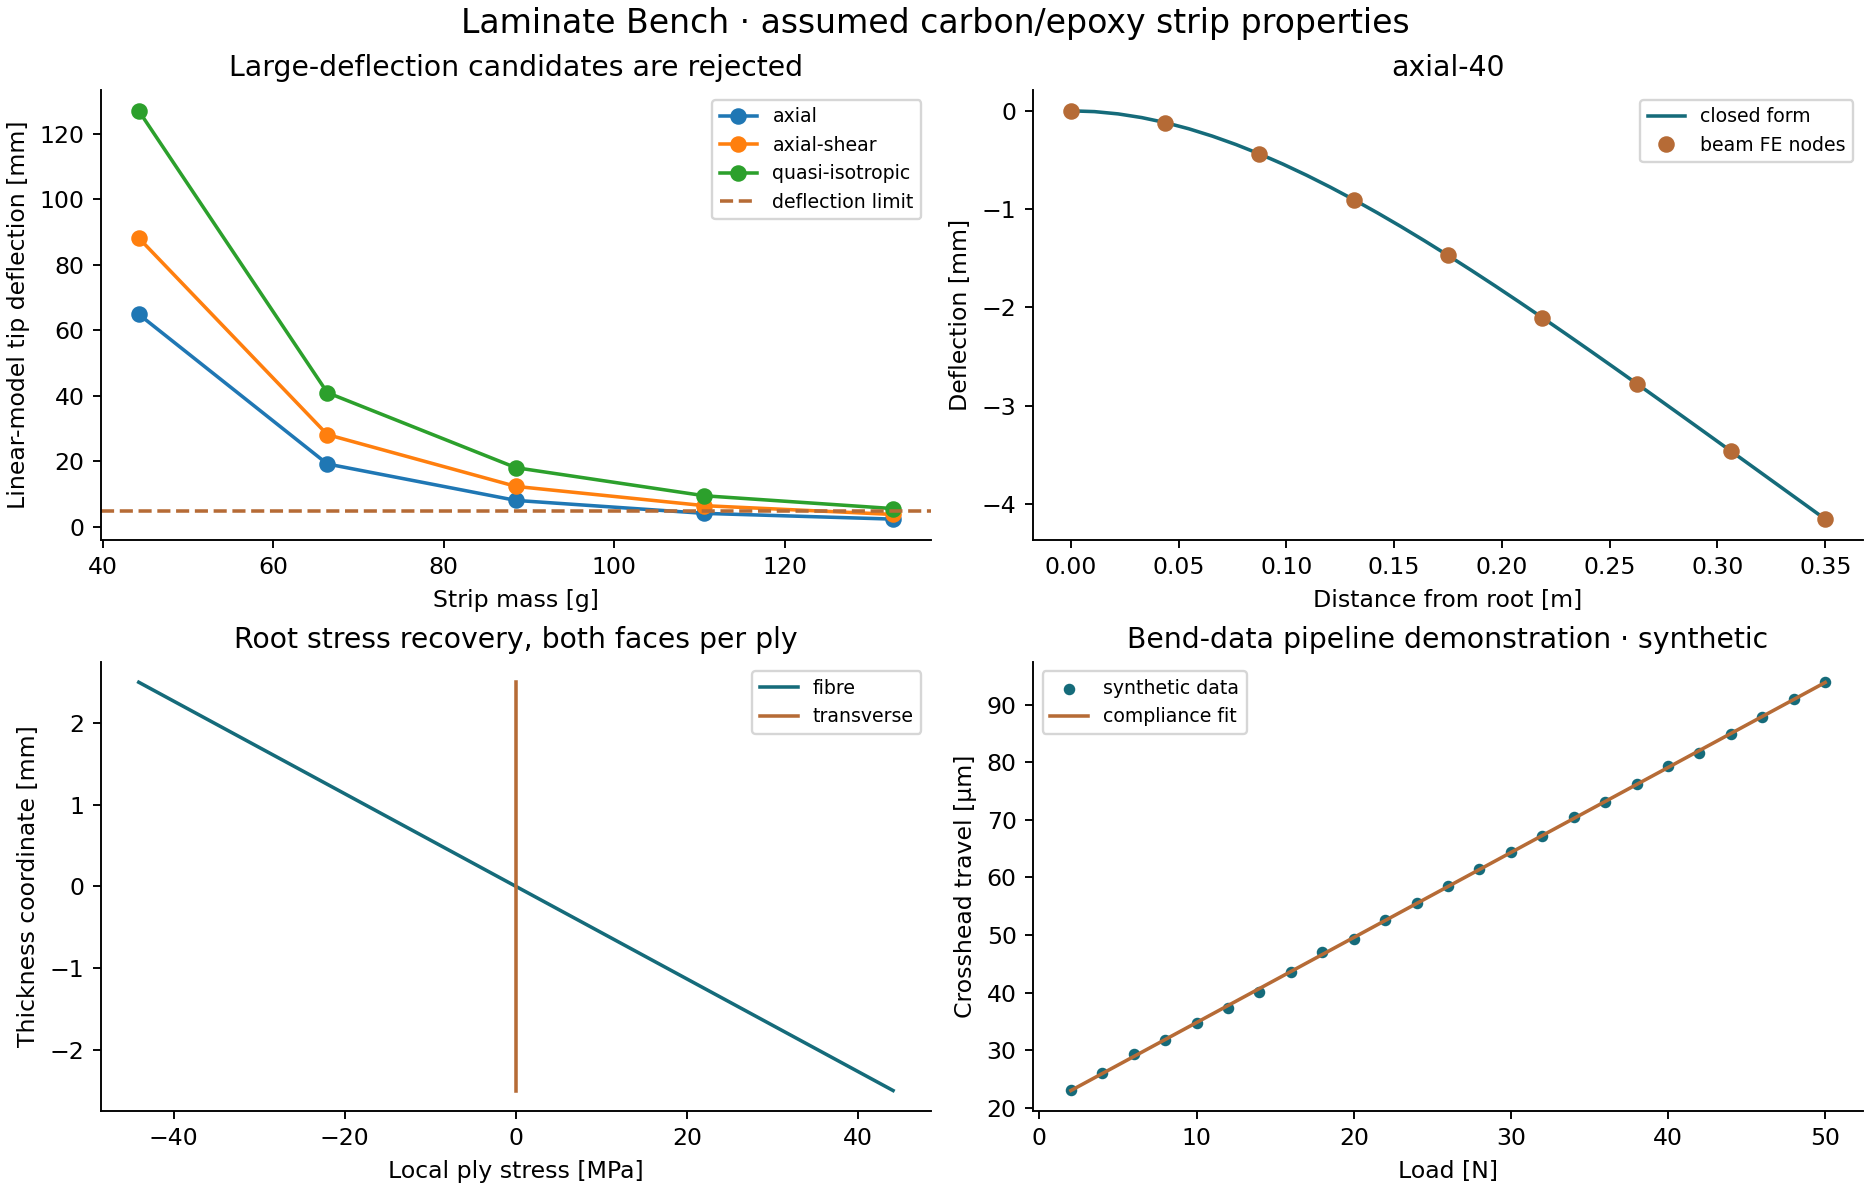 Laminate Bench · assumed carbon/epoxy strip properties
Large-deflection candidates are rejected
Linear-model tip deflection [mm]
120
100
80
60
40
20
0
axial
axial-shear
quasi-isotropic
deflection limit
40
60
80
100
120
Strip mass [g]
axial-40
Deflection [mm]
0
−1
−2
−3
−4
closed form
beam FE nodes
0.00
0.05
0.10
0.15
0.20
0.25
0.30
0.35
Distance from root [m]
Root stress recovery, both faces per ply
Thickness coordinate [mm]
2
1
0
−1
−2
fibre
transverse
−40
−20
0
20
40
Local ply stress [MPa]
Bend-data pipeline demonstration · synthetic
Crosshead travel [µm]
90
80
70
60
50
40
30
20
synthetic data
compliance fit
0
10
20
30
40
50
Load [N]